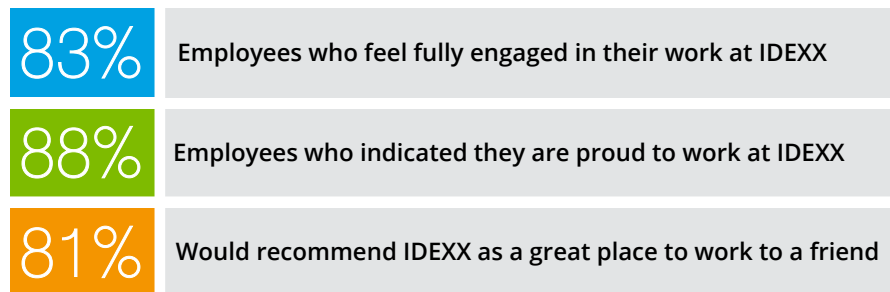 83%
Employees who feel fully engaged in their work at IDEXX
88%
Employees who indicated they are proud to work at IDEXX
81%
Would recommend IDEXX as a great place to work to a friend